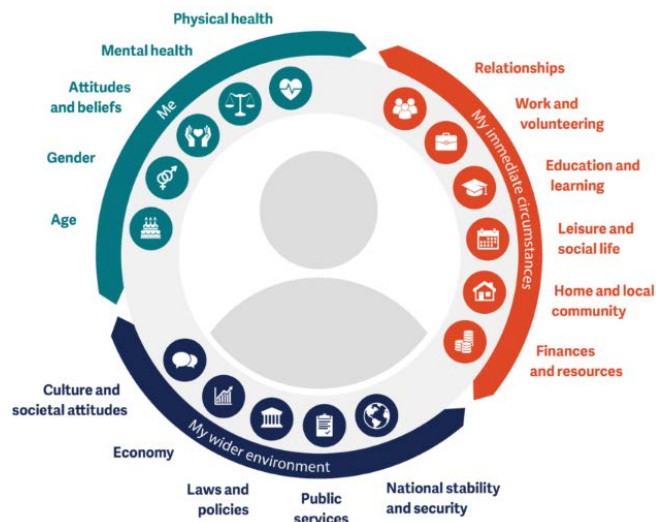 Physical health
Mental health
Attitudes
and beliefs
Gender
Age
Me
Relationships
Work and
volunteering
Education and
learning
Leisure and
social life
Home and local
community
Finances
and resources
My immediate circumstances
Culture and
societal attitudes
Economy
Laws and
policies
Public
services
National stability
and security
My wider environment